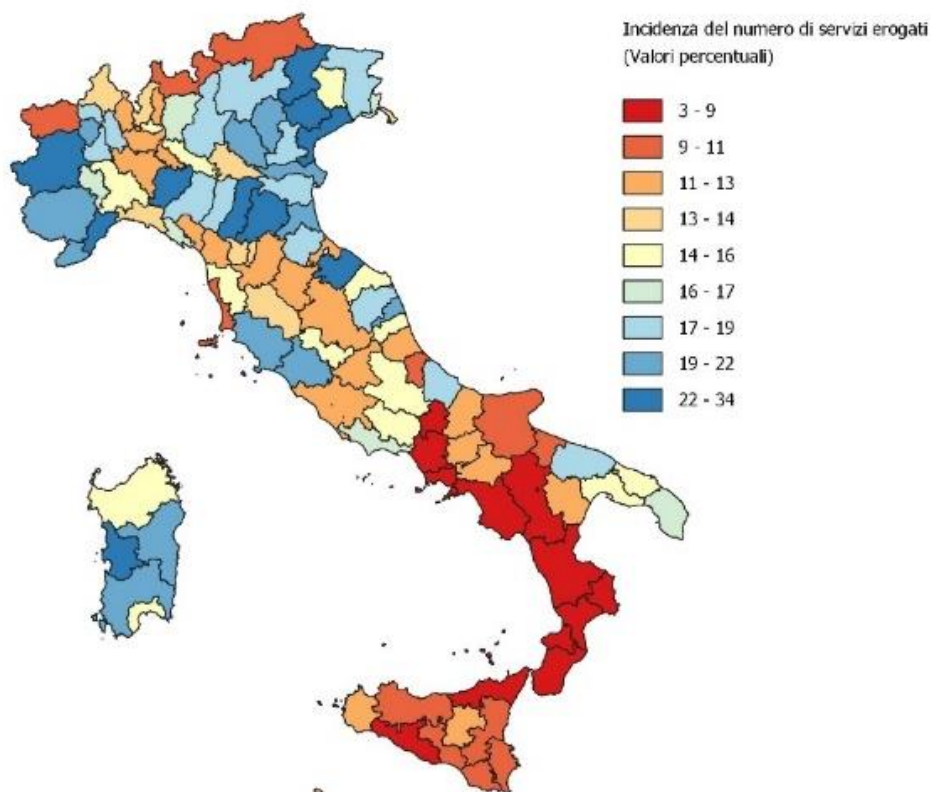 Incidenza del numero di servizi erogati
(Valori percentuali)
3 - 9
9 - 11
11 - 13
13 - 14
14 - 16
16 - 17
17 - 19
19 - 22
22 - 34